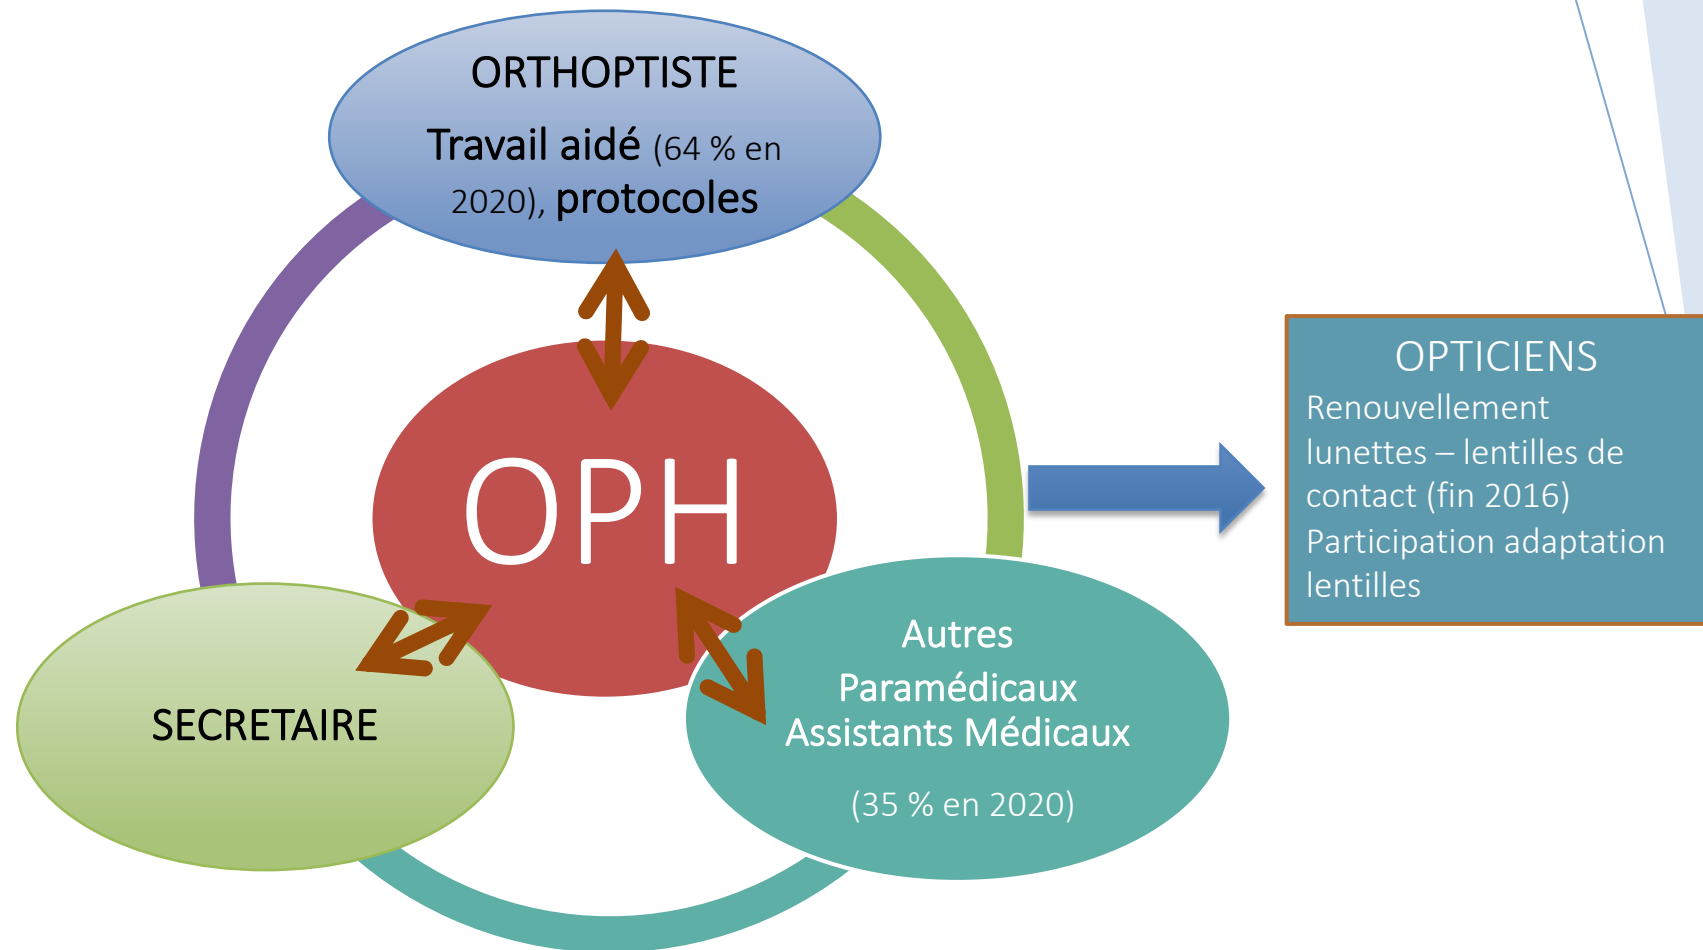 ORTHOPTISTE
Travail aidé (64 % en
2020), protocoles
OPH
OPTICIENS
Renouvellement
lunettes – lentilles de
contact (fin 2016)
Participation adaptation
lentilles
SECRETAIRE
Autres
Paramédicaux
Assistants Médicaux
(35 % en 2020)